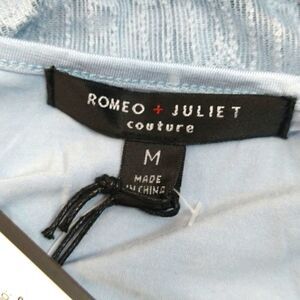 ROMEO + JULIET
couture
M
MADE
IN CHINA